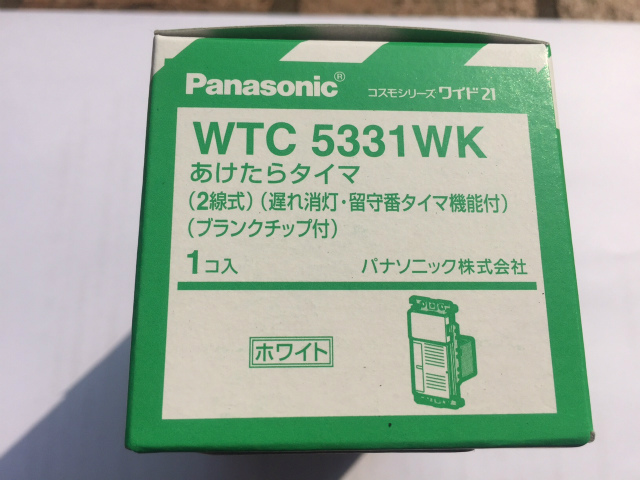 Panasonic® コスモシリーズ ワイド21
WTC 5331WK
あけたらタイマ
(2線式)(遅れ消灯・留守番タイマ機能付)
(ブランクチップ付)
1コ入 パナソニック株式会社
ホワイト